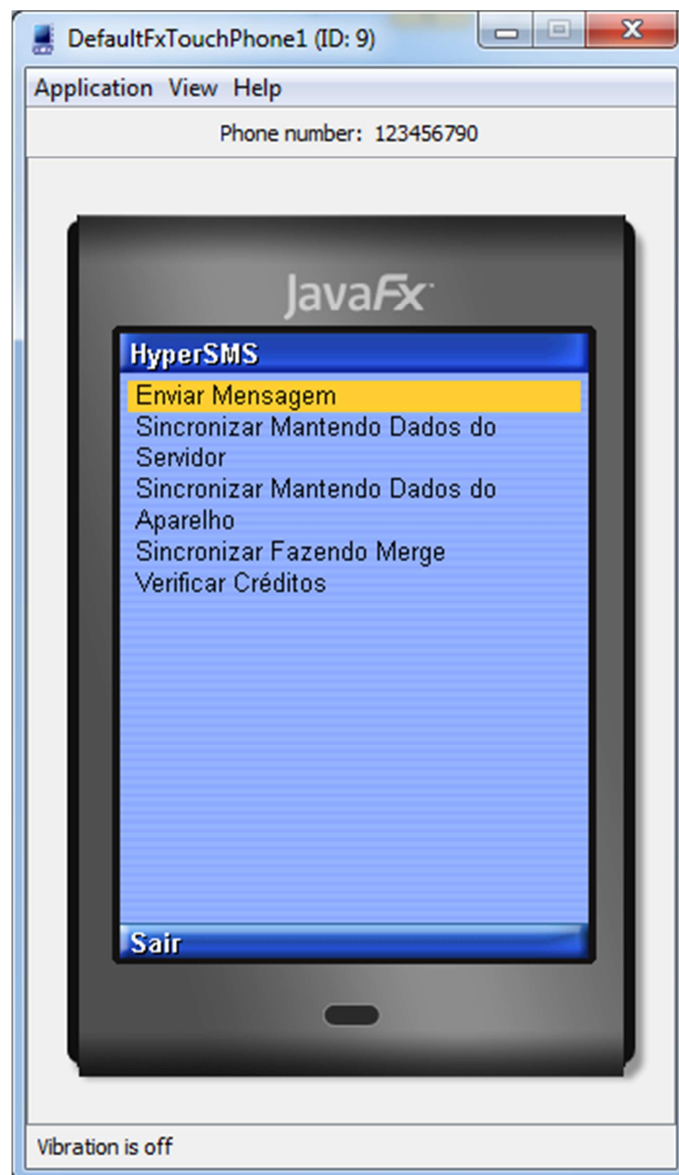 DefaultFxTouchPhone1 (ID: 9)
Application View Help
Phone number: 123456790
JavaFx
HyperSMS
Enviar Mensagem
Sincronizar Mantendo Dados do
Servidor
Sincronizar Mantendo Dados do
Aparelho
Sincronizar Fazendo Merge
Verificar Créditos
Sair
Vibration is off